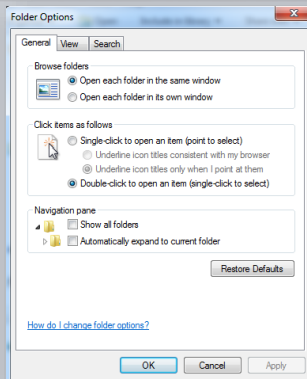 Folder Options
General View Search
Browse folders
Open each folder in the same window
Open each folder in its own window
Click items as follows
Single-click to open an item (point to select)
Underline icon titles consistent with my browser
Underline icon titles only when I point at them
Double-click to open an item (single-click to select)
Navigation pane
Show all folders
Automatically expand to current folder
Restore Defaults
How do I change folder options?
OK Cancel Apply